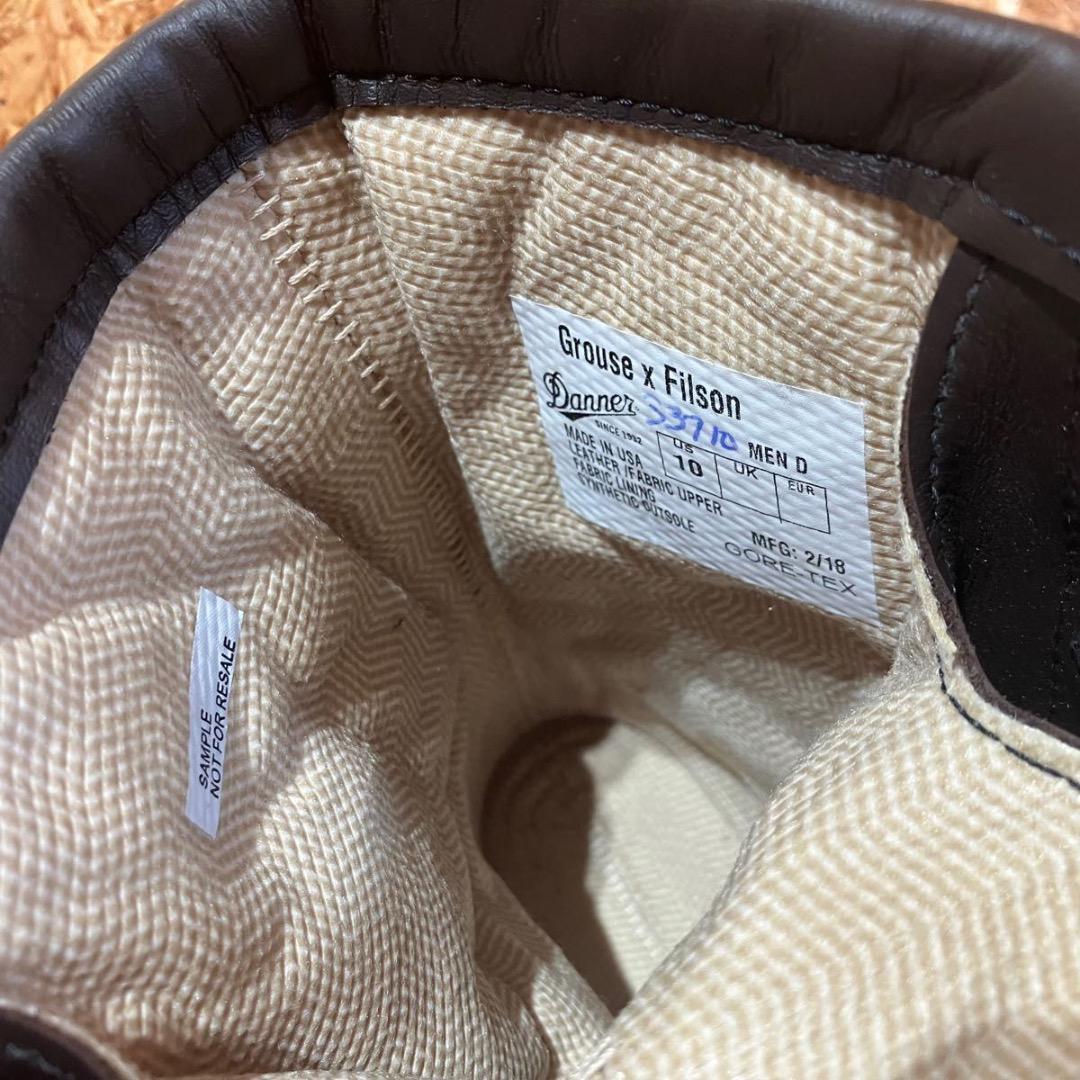 Grouse x Filson
Danner 33710
SINCE 1932
MEN D
MADE IN USA
LEATHER /FABRIC UPPER
FABRIC LINING
SYNTHETIC OUTSOLE
US UK EUR
10
MFG: 2/18
GORE-TEX
SAMPLE
NOT FOR RESALE